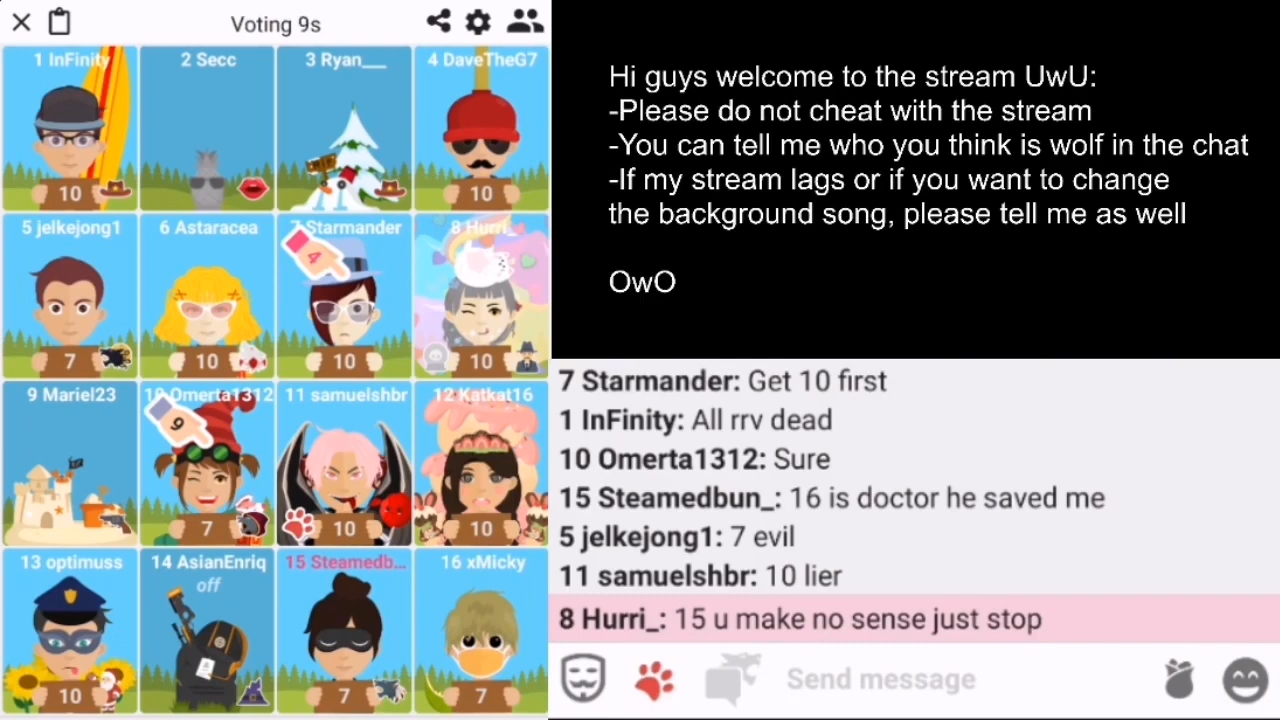 Voting 9s
1 InFinity
2 Secc
3 Ryan___
4 DaveTheG7
10
10
5 jelkejong1
6 Astaracea
7 Starmander
8 Hurri_
4
7
10
10
10
9 Mariel23
10 Omerta1312
11 samuelshbr
12 Katkat16
9
7
10
10
13 optimuss
14 AsianEnriq
15 Steamedb...
16 xMicky
off
10
7
7
Hi guys welcome to the stream UwU:
-Please do not cheat with the stream
-You can tell me who you think is wolf in the chat
-If my stream lags or if you want to change
the background song, please tell me as well
OwO
7 Starmander: Get 10 first
1 InFinity: All rrv dead
10 Omerta1312: Sure
15 Steamedbun_: 16 is doctor he saved me
5 jelkejong1: 7 evil
11 samuelshbr: 10 lier
8 Hurri_: 15 u make no sense just stop
Send message